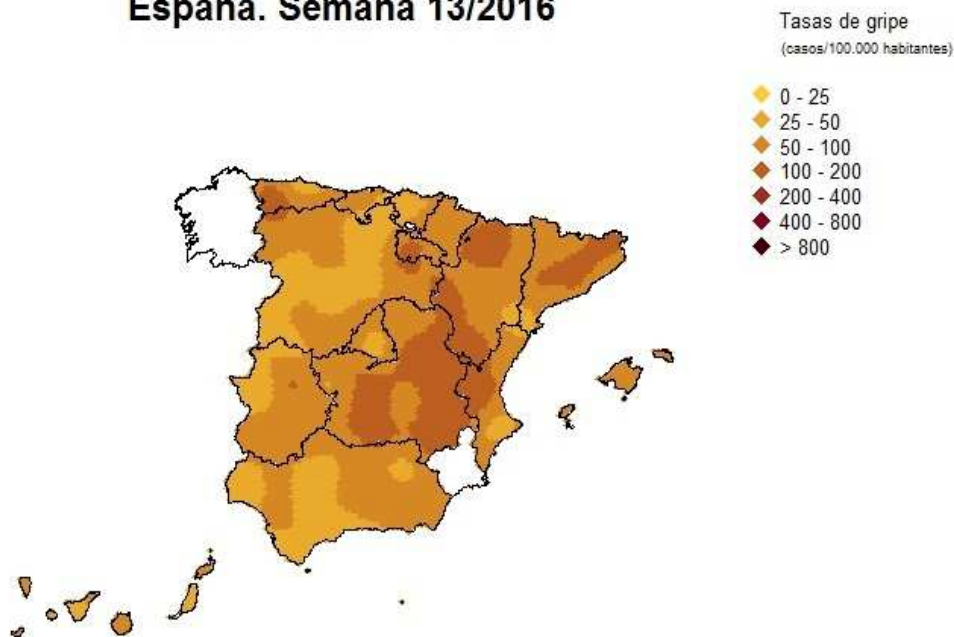 España. Semana 13/2016
Tasas de gripe
(casos/100.000 habitantes)
0 - 25
25 - 50
50 - 100
100 - 200
200 - 400
400 - 800
> 800